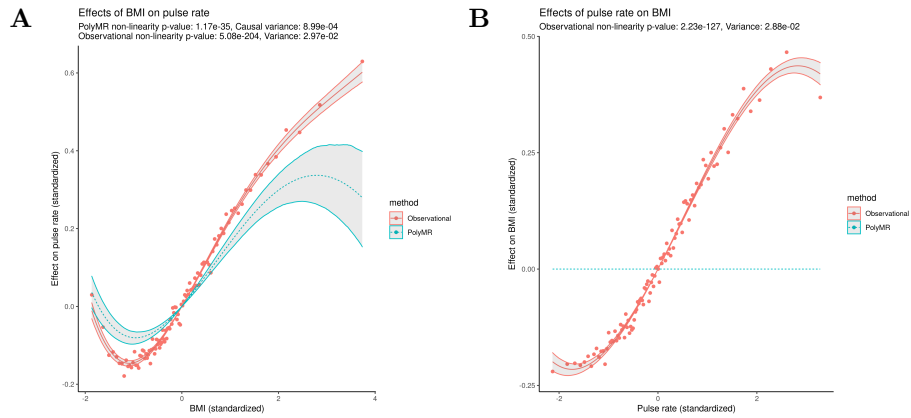 A
Effects of BMI on pulse rate
PolyMR non-linearity p-value: 1.17e-35, Causal variance: 8.99e-04
Observational non-linearity p-value: 5.08e-204, Variance: 2.97e-02
0.6
0.4
0.2
0.0
-0.2
Effect on pulse rate (standardized)
-2
0
2
4
BMI (standardized)
method
Observational
PolyMR
B
Effects of pulse rate on BMI
Observational non-linearity p-value: 2.23e-127, Variance: 2.88e-02
0.50
0.25
0.00
-0.25
Effect on BMI (standardized)
-2
0
2
Pulse rate (standardized)
method
Observational
PolyMR